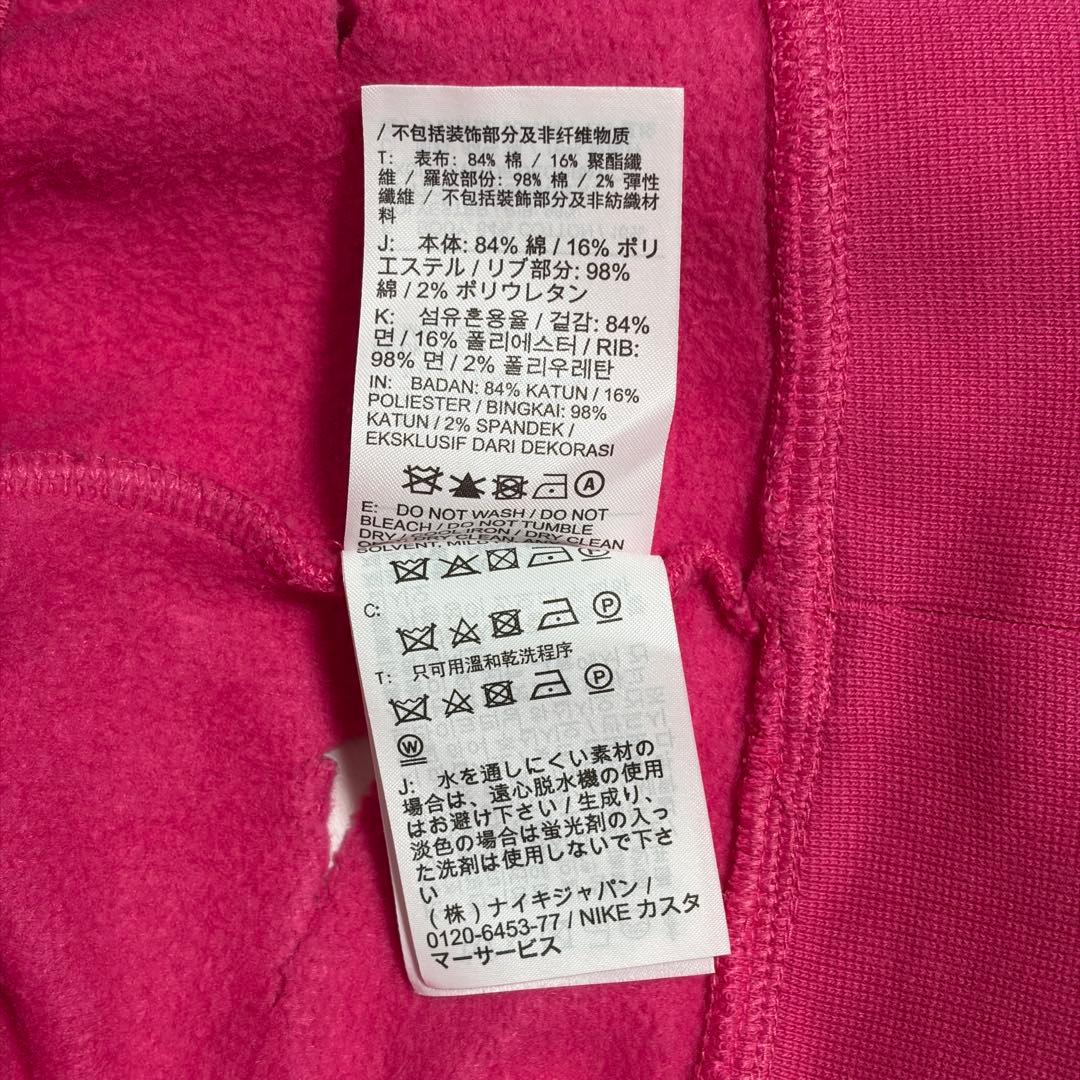 / 不包括装饰部分及非纤维物质
T: 表布: 84% 棉 / 16% 聚酯纖
維 / 羅紋部份: 98% 棉 / 2% 彈性
纖維 / 不包括裝飾部分及非紡織材
料
J: 本体: 84% 綿 / 16% ポリ
エステル / リブ部分: 98%
綿 / 2% ポリウレタン
K: 섬유혼용율 / 겉감: 84%
면 / 16% 폴리에스터 / RIB:
98% 면 / 2% 폴리우레탄
IN: BADAN: 84% KATUN / 16%
POLIESTER / BINGKAI: 98%
KATUN / 2% SPANDEK /
EKSKLUSIF DARI DEKORASI
A
E: DO NOT WASH / DO NOT
BLEACH / DO NOT TUMBLE
DRY / COOL IRON / DRY CLEAN
SOLVENT, MILD
C:
P
T: 只可用溫和乾洗程序
P
W
J: 水を通しにくい素材の
場合は、遠心脱水機の使用
はお避け下さい / 生成り、
淡色の場合は蛍光剤の入っ
た洗剤は使用しないで下さ
い
(株) ナイキジャパン /
0120-6453-77 / NIKE カスタ
マーサービス